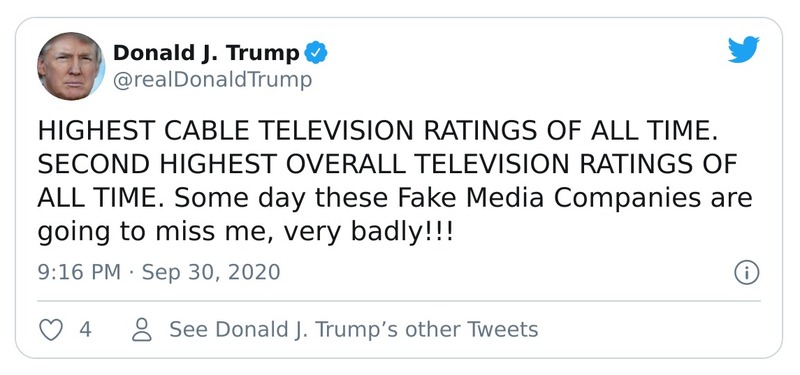 Donald J. Trump
@realDonaldTrump
HIGHEST CABLE TELEVISION RATINGS OF ALL TIME.
SECOND HIGHEST OVERALL TELEVISION RATINGS OF
ALL TIME. Some day these Fake Media Companies are
going to miss me, very badly!!!
9:16 PM · Sep 30, 2020
4 See Donald J. Trump’s other Tweets